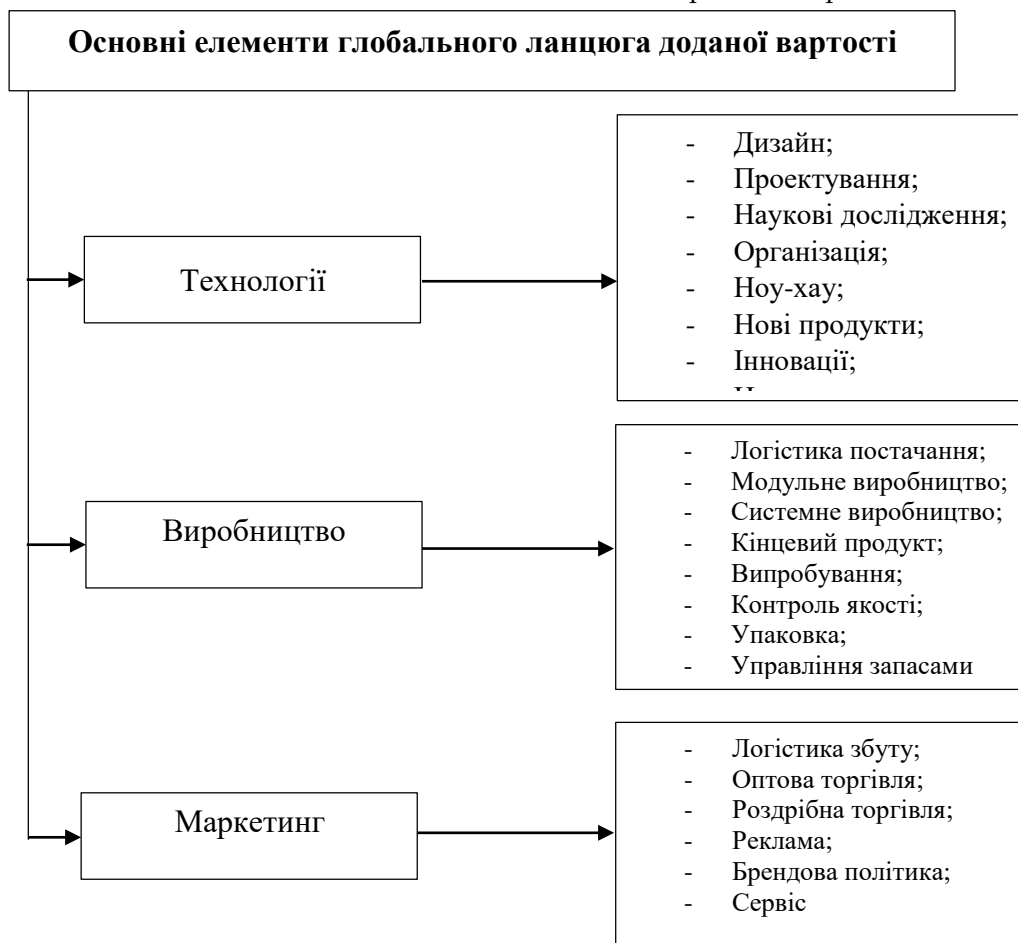 Основні елементи глобального ланцюга доданої вартості
Технології
- Дизайн;
- Проектування;
- Наукові дослідження;
- Організація;
- Ноу-хау;
- Нові продукти;
- Інновації;
Виробництво
- Логістика постачання;
- Модульне виробництво;
- Системне виробництво;
- Кінцевий продукт;
- Випробування;
- Контроль якості;
- Упаковка;
- Управління запасами
Маркетинг
- Логістика збуту;
- Оптова торгівля;
- Роздрібна торгівля;
- Реклама;
- Брендова політика;
- Сервіс